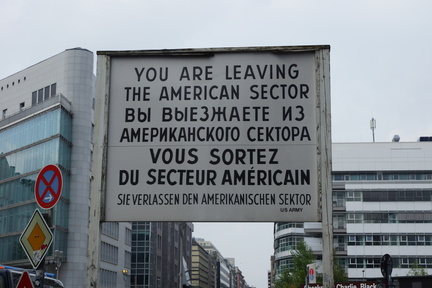 YOU ARE LEAVING
THE AMERICAN SECTOR
ВЫ ВЫЕЗЖАЕТЕ ИЗ
АМЕРИКАНСКОГО СЕКТОРА
VOUS SORTEZ
DU SECTEUR AMÉRICAIN
SIE VERLASSEN DEN AMERIKANISCHEN SEKTOR
US ARMY
Charlie Black